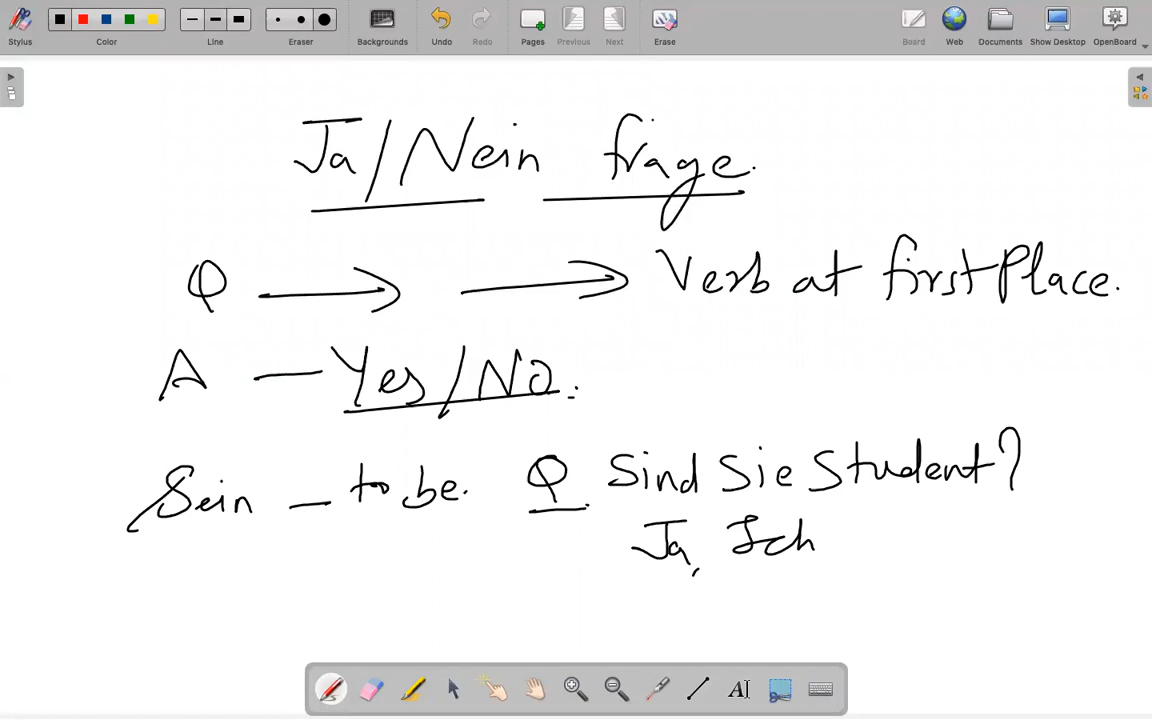 Stylus Color Line Eraser Backgrounds Undo Redo Pages Previous Next Erase Board Web Documents Show Desktop OpenBoard
Ja/Nein frage.
Q → → Verb at first Place.
A — Yes/No.
Sein — to be. Q Sind Sie Student?
Ja, Ich